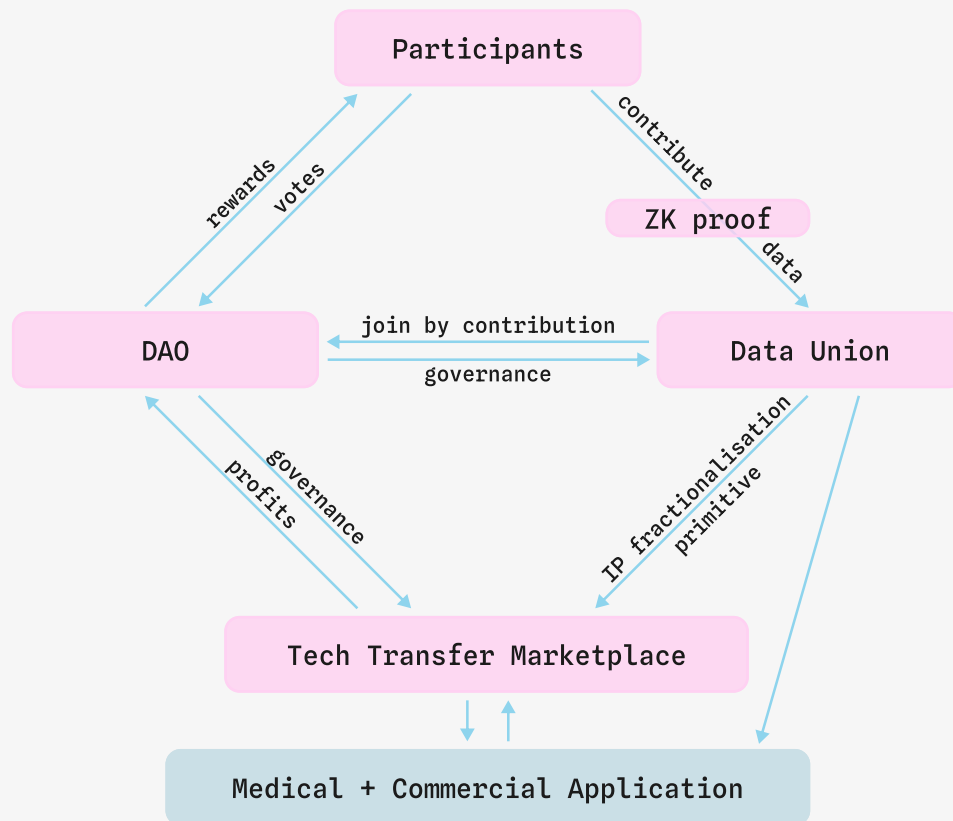 Participants
contribute
rewards
votes
ZK proof
data
join by contribution
DAO
Data Union
governance
IP fractionalisation
primitive
governance
profits
Tech Transfer Marketplace
Medical + Commercial Application